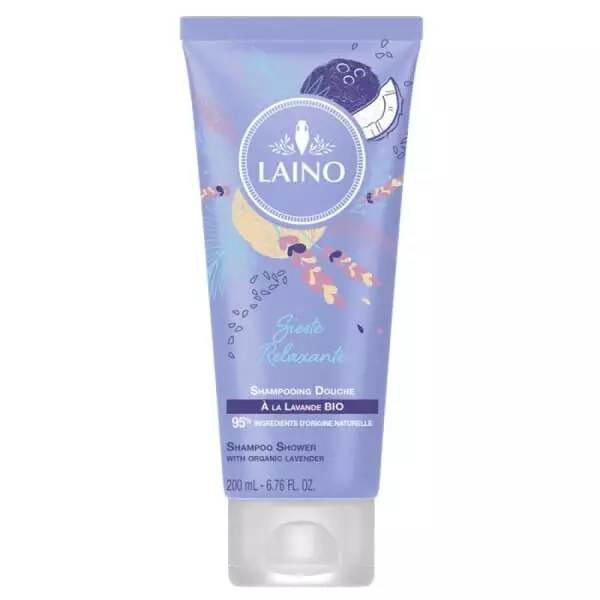 LAINO
Sieste
Relaxante
SHAMPOOING DOUCHE
À LA LAVANDE BIO
95% INGRÉDIENTS D'ORIGINE NATURELLE
SHAMPOO SHOWER
WITH ORGANIC LAVENDER
200 mL - 6.76 FL. OZ.